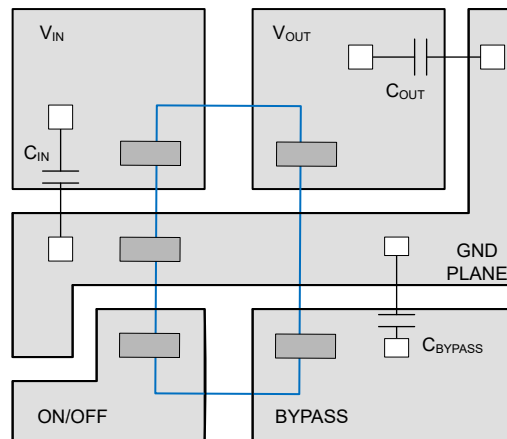 VIN
VOUT
COUT
CIN
GND
PLANE
CBYPASS
ON/OFF
BYPASS